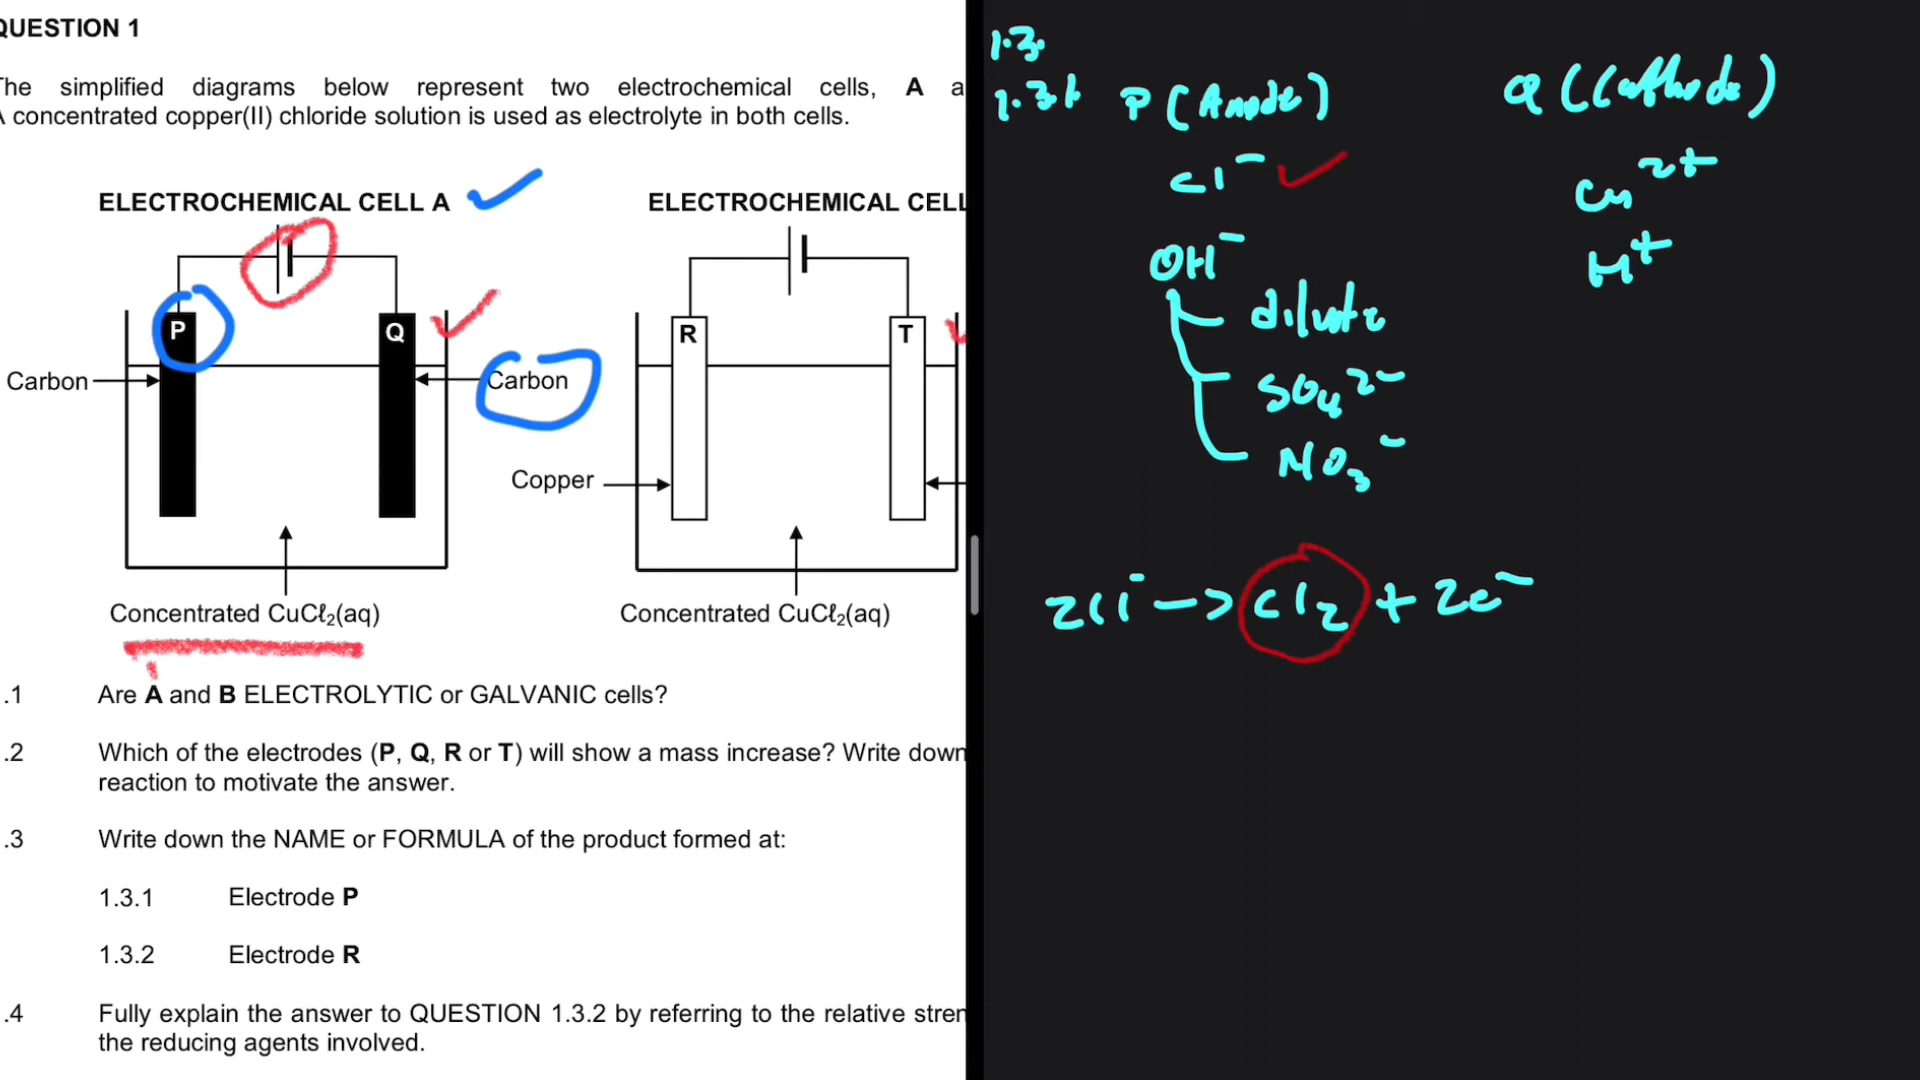 QUESTION 1
The simplified diagrams below represent two electrochemical cells, A a
A concentrated copper(II) chloride solution is used as electrolyte in both cells.
ELECTROCHEMICAL CELL A
ELECTROCHEMICAL CELL
P
Q
R
T
Carbon
Carbon
Copper
Concentrated CuCℓ₂(aq)
Concentrated CuCℓ₂(aq)
.1 Are A and B ELECTROLYTIC or GALVANIC cells?
.2 Which of the electrodes (P, Q, R or T) will show a mass increase? Write down
reaction to motivate the answer.
.3 Write down the NAME or FORMULA of the product formed at:
1.3.1 Electrode P
1.3.2 Electrode R
.4 Fully explain the answer to QUESTION 1.3.2 by referring to the relative stren
the reducing agents involved.
1.3.
1.3.1 P (Anode)
Q (Cathode)
Cl⁻
Cu²⁺
OH⁻
H⁺
dilute
SO₄²⁻
NO₃⁻
2Cl⁻ → Cl₂ + 2e⁻